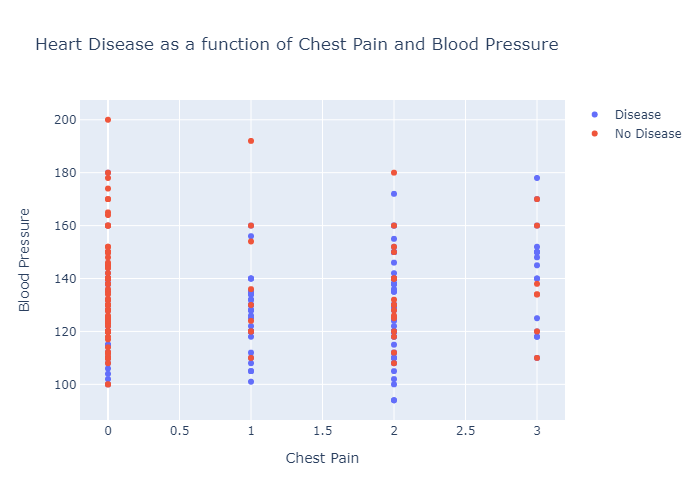 Heart Disease as a function of Chest Pain and Blood Pressure
Disease
No Disease
200
180
160
140
120
100
Blood Pressure
0
0.5
1
1.5
2
2.5
3
Chest Pain